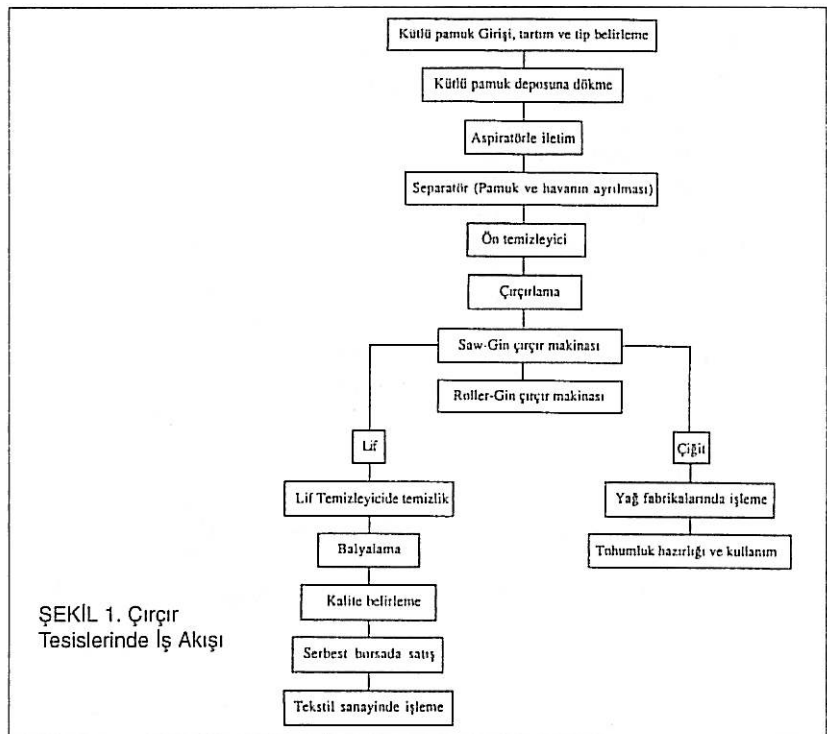 Kütlü pamuk Girişi, tartım ve tip belirleme
Kütlü pamuk deposuna dökme
Aspiratörle iletim
Separatör (Pamuk ve havanın ayrılması)
Ön temizleyici
Çırçırlama
Saw-Gin çırçır makinası
Roller-Gin çırçır makinası
Lif
Lif Temizleyicide temizlik
Balyalama
Kalite belirleme
Serbest borsada satış
Tekstil sanayinde işleme
Çiğit
Yağ fabrikalarında işleme
Tohumluk hazırlığı ve kullanım
ŞEKİL 1. Çırçır
Tesislerinde İş Akışı